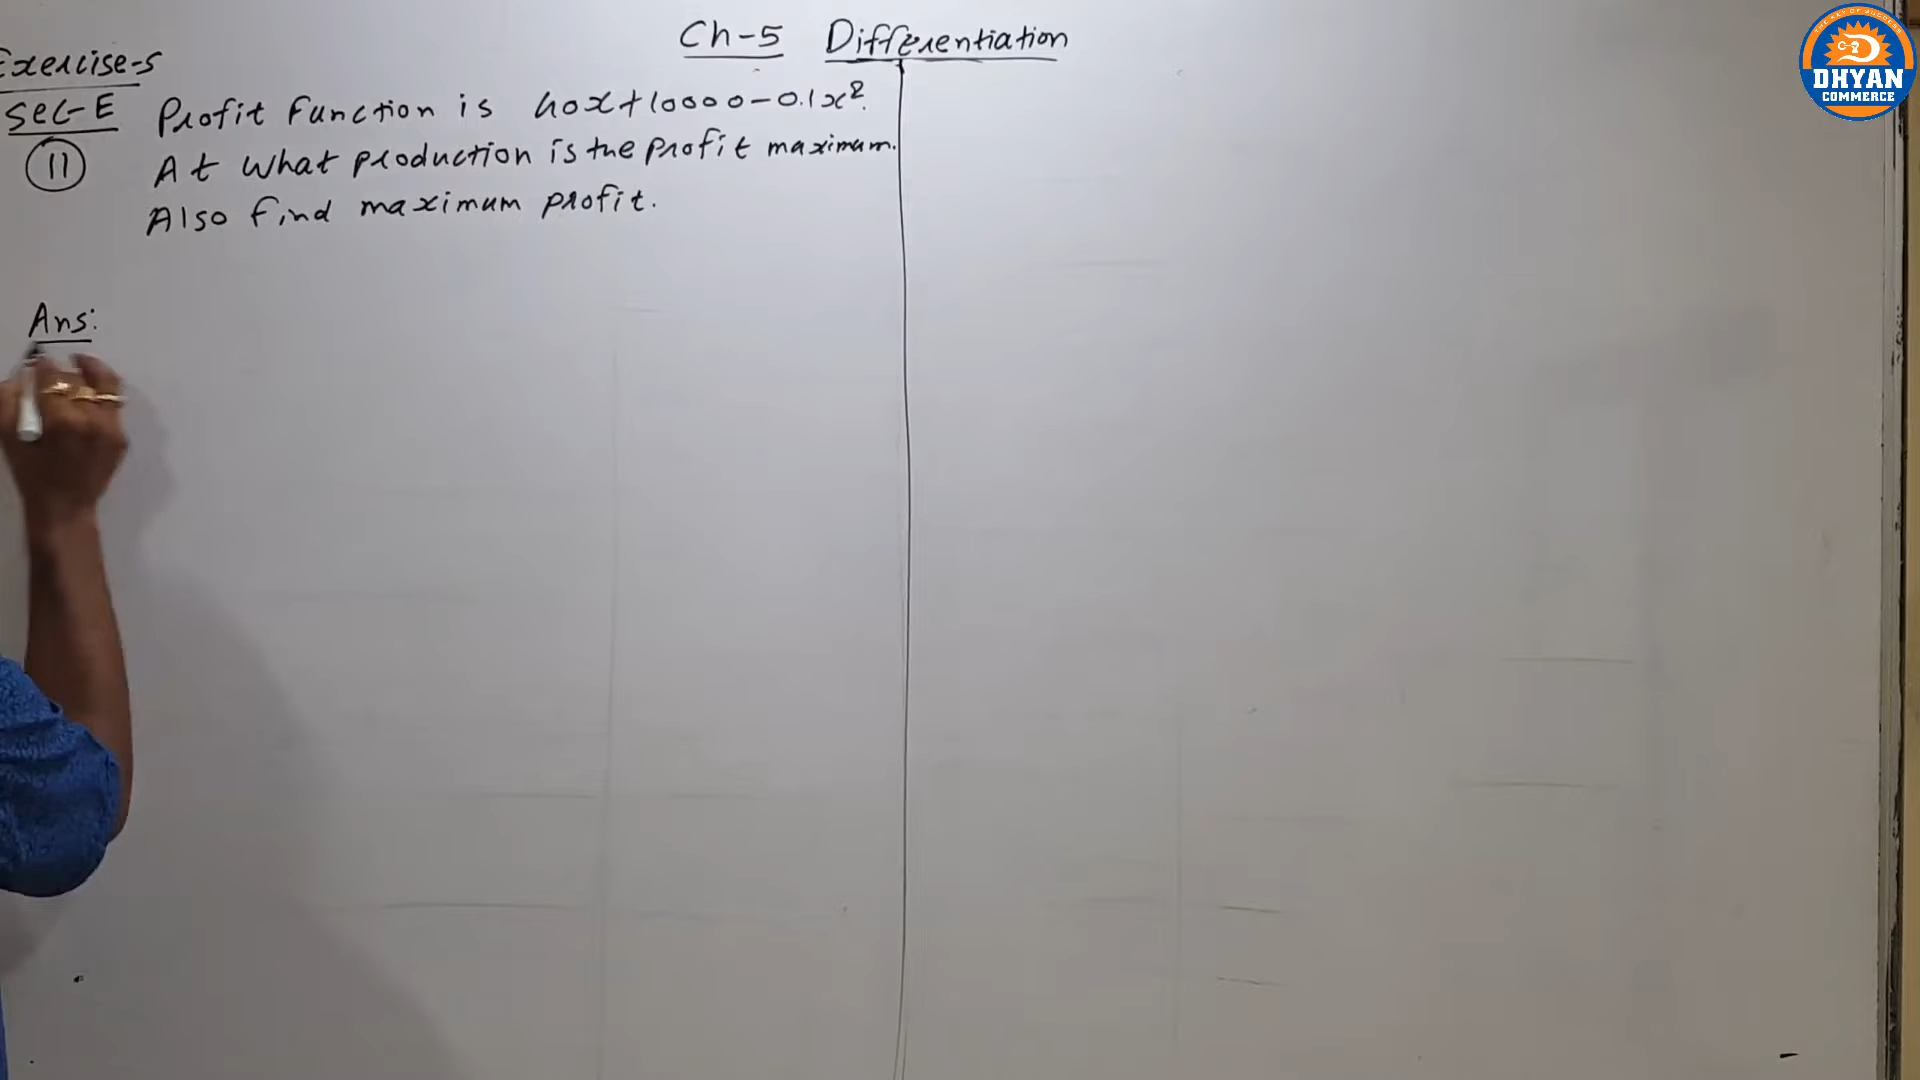 Ch-5 Differentiation
Exercise-5
Sec-E Profit Function is 40x+10000-0.1x².
11 At what production is the profit maximum.
Also find maximum profit.
Ans:
DHYAN
COMMERCE